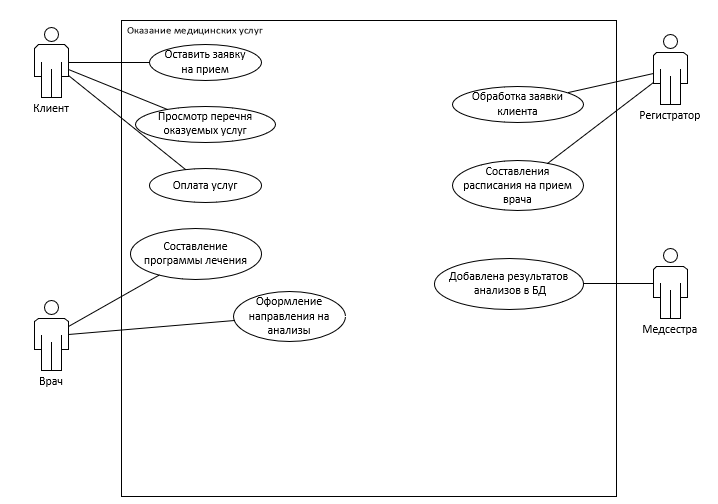 Оказание медицинских услуг
Оставить заявку
на прием
Клиент
Обработка заявки
клиента
Регистратор
Просмотр перечня
оказуемых услуг
Оплата услуг
Составления
расписания на прием
врача
Составление
программы лечения
Добавлена результатов
анализов в БД
Оформление
направления на
анализы
Медсестра
Врач